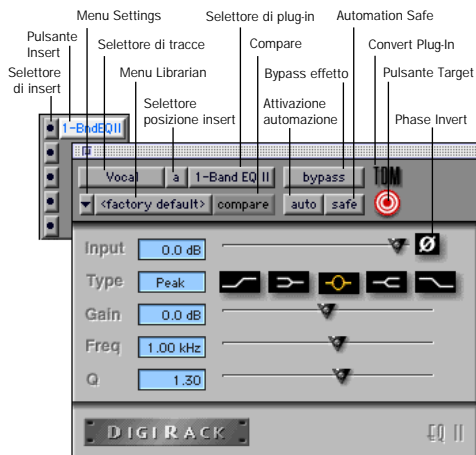 Menu Settings
Selettore di plug-in
Automation Safe
Pulsante
Insert
Selettore di tracce
Compare
Convert Plug-In
Selettore
di insert
Menu Librarian
Bypass effetto
Pulsante Target
Selettore
posizione insert
Attivazione
automazione
Phase Invert
1-BndEQII
Vocal
a
1-Band EQ II
bypass
TDM
<factory default>
compare
auto
safe
Input
0.0 dB
Ø
Type
Peak
Gain
0.0 dB
Freq
1.00 kHz
Q
1.30
DIGIRACK
EQ II